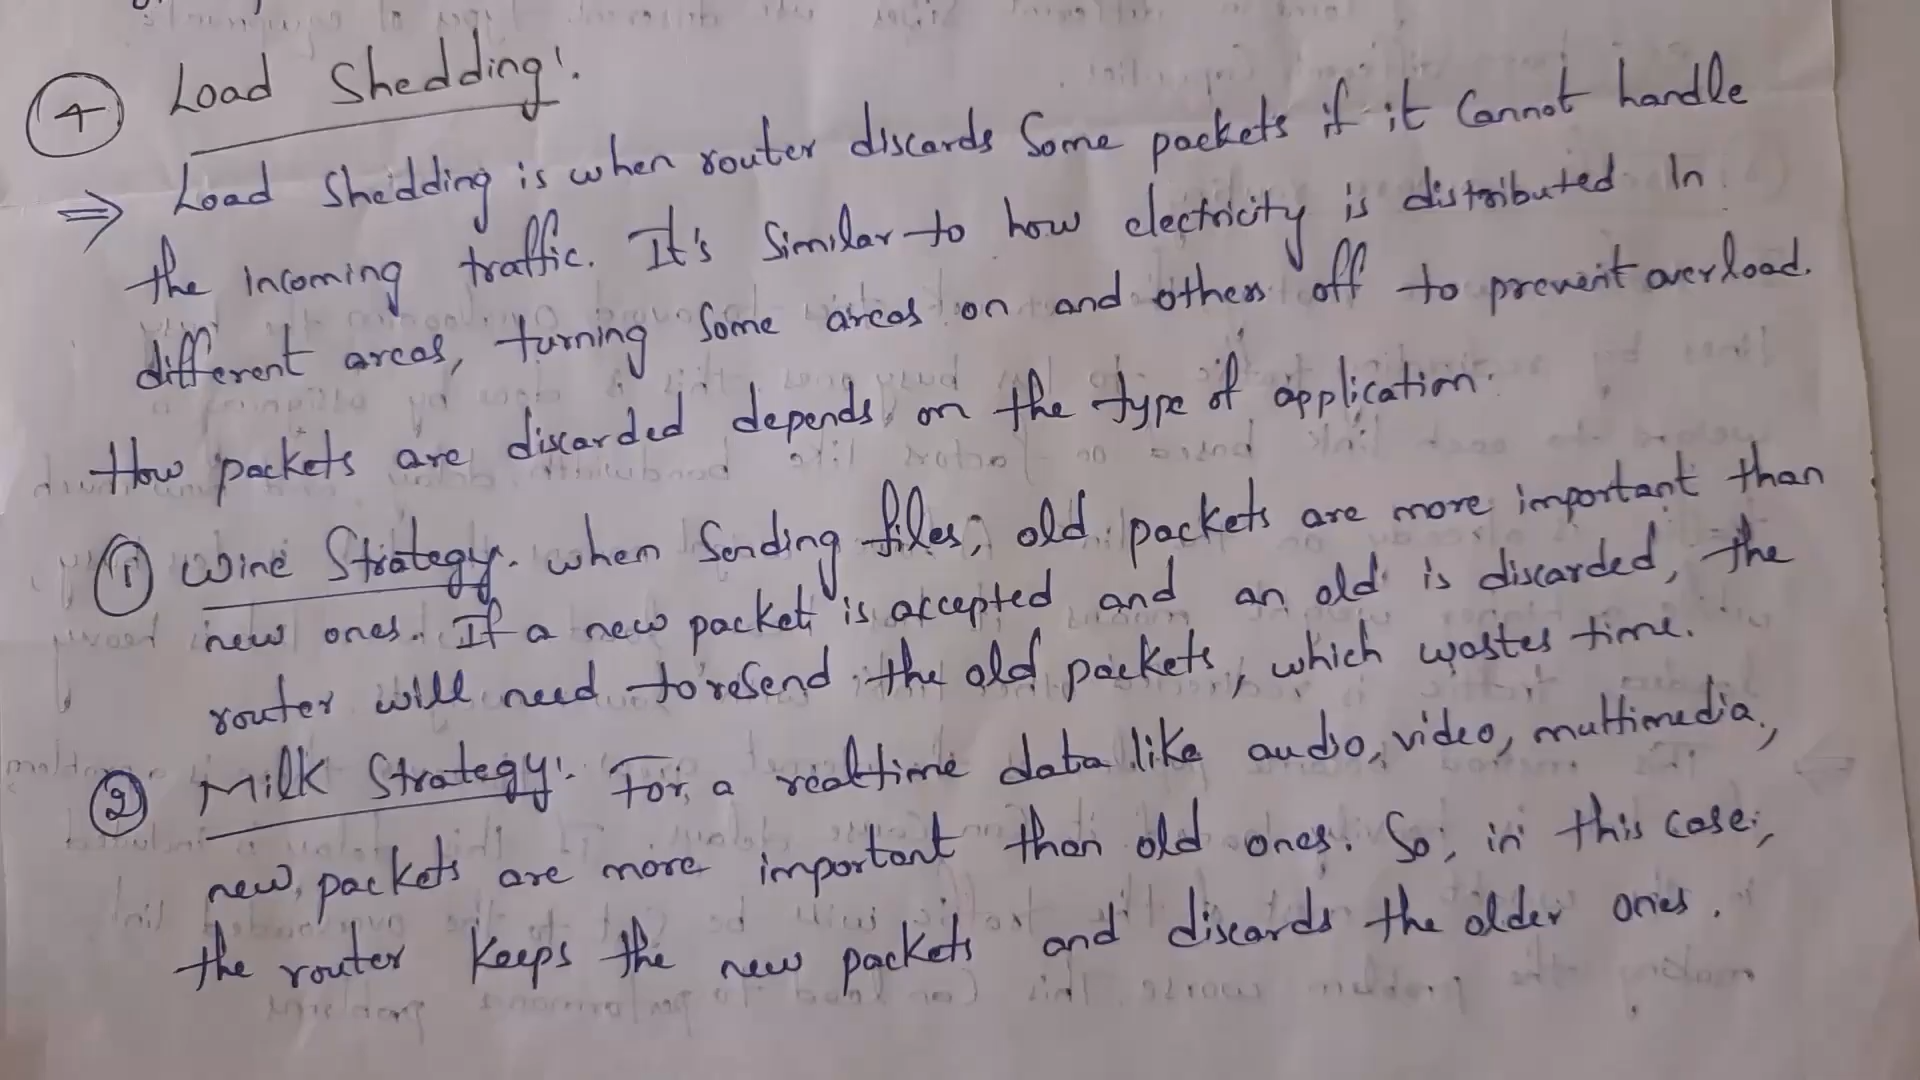 ④ Load Shedding:
⇒ Load Shedding is when router discards Some packets if it Cannot handle
the incoming traffic. It's Similar to how electricity is distributed In
different areas, turning Some areas on and others off to prevent overload.
How packets are discarded depends on the type of application.
① Wine Strategy. when Sending files, old packets are more important than
new ones. If a new packet is accepted and an old is discarded, the
router will need to resend the old packets, which wastes time.
② Milk Strategy: For a realtime data like audio, video, multimedia,
new packets are more important than old ones. So, in this case,
the router keeps the new packets and discards the older ones.